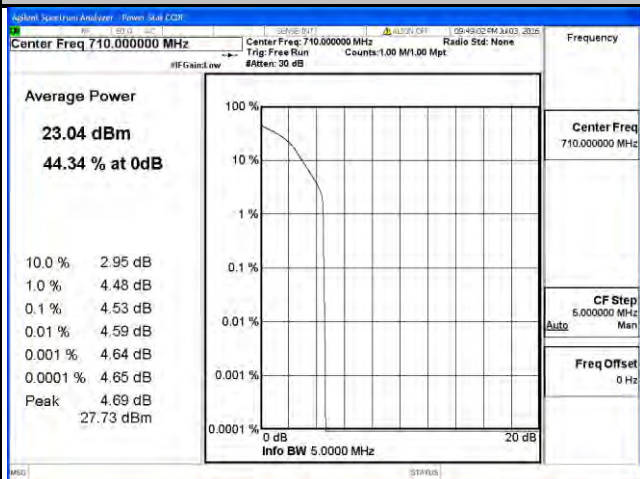 Agilent Spectrum Analyzer - Power Stat CCDF
SENSE:INT ALIGN OFF 09:49:02 PM Jul 03, 2016
Center Freq 710.000000 MHz
Center Freq: 710.000000 MHz Radio Std: None
Trig: Free Run Counts:1.00 M/1.00 Mpt
#IFGain:Low #Atten: 30 dB
Frequency
Average Power
23.04 dBm
44.34 % at 0dB
10.0 % 2.95 dB
1.0 % 4.48 dB
0.1 % 4.53 dB
0.01 % 4.59 dB
0.001 % 4.64 dB
0.0001 % 4.65 dB
Peak 4.69 dB
27.73 dBm
100 %
10 %
1 %
0.1 %
0.01 %
0.001 %
0.0001 %
0 dB 20 dB
Info BW 5.0000 MHz
Center Freq
710.000000 MHz
CF Step
5.000000 MHz
Auto Man
Freq Offset
0 Hz
MSG STATUS